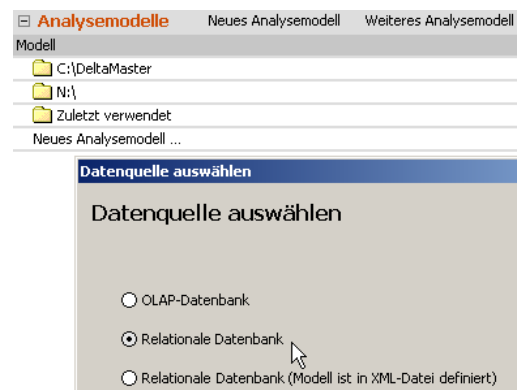 Analysemodelle Neues Analysemodell Weiteres Analysemodell
Modell
C:\DeltaMaster
N:\
Zuletzt verwendet
Neues Analysemodell ...
Datenquelle auswählen
Datenquelle auswählen
OLAP-Datenbank
Relationale Datenbank
Relationale Datenbank (Modell ist in XML-Datei definiert)